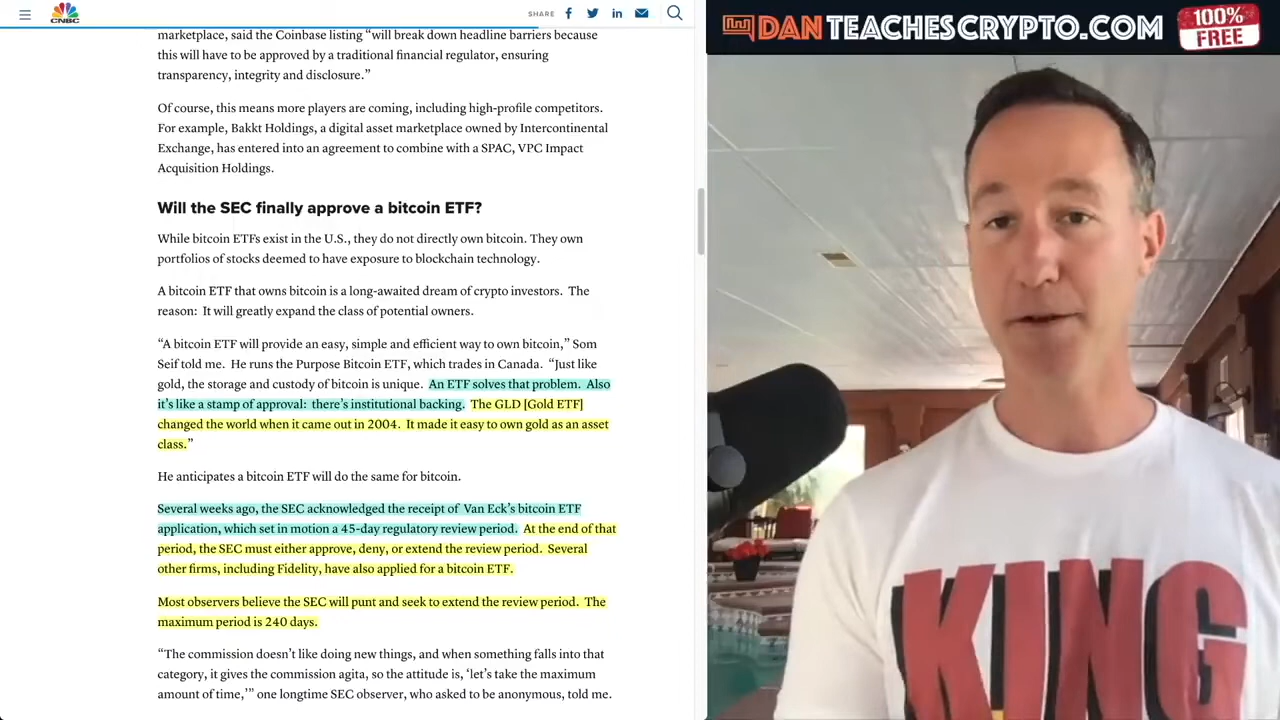 CNBC
SHARE
DANTEACHESCRYPTO.COM
100%
FREE
marketplace, said the Coinbase listing “will break down headline barriers because
this will have to be approved by a traditional financial regulator, ensuring
transparency, integrity and disclosure.”
Of course, this means more players are coming, including high-profile competitors.
For example, Bakkt Holdings, a digital asset marketplace owned by Intercontinental
Exchange, has entered into an agreement to combine with a SPAC, VPC Impact
Acquisition Holdings.
Will the SEC finally approve a bitcoin ETF?
While bitcoin ETFs exist in the U.S., they do not directly own bitcoin. They own
portfolios of stocks deemed to have exposure to blockchain technology.
A bitcoin ETF that owns bitcoin is a long-awaited dream of crypto investors. The
reason: It will greatly expand the class of potential owners.
“A bitcoin ETF will provide an easy, simple and efficient way to own bitcoin,” Som
Seif told me. He runs the Purpose Bitcoin ETF, which trades in Canada. “Just like
gold, the storage and custody of bitcoin is unique. An ETF solves that problem. Also
it’s like a stamp of approval: there’s institutional backing. The GLD [Gold ETF]
changed the world when it came out in 2004. It made it easy to own gold as an asset
class.”
He anticipates a bitcoin ETF will do the same for bitcoin.
Several weeks ago, the SEC acknowledged the receipt of Van Eck’s bitcoin ETF
application, which set in motion a 45-day regulatory review period. At the end of that
period, the SEC must either approve, deny, or extend the review period. Several
other firms, including Fidelity, have also applied for a bitcoin ETF.
Most observers believe the SEC will punt and seek to extend the review period. The
maximum period is 240 days.
“The commission doesn’t like doing new things, and when something falls into that
category, it gives the commission agita, so the attitude is, ‘let’s take the maximum
amount of time,’” one longtime SEC observer, who asked to be anonymous, told me.
KING